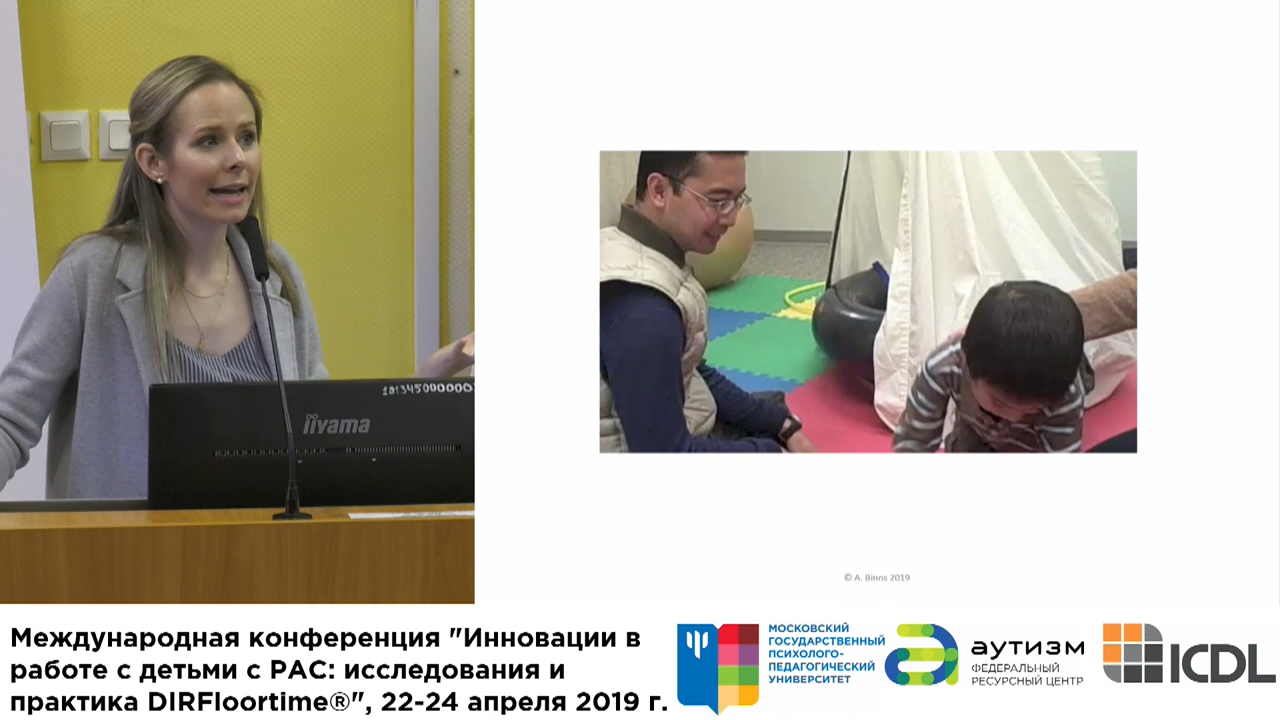 iiyama
© A. Binns 2019
Международная конференция "Инновации в
работе с детьми с РАС: исследования и
практика DIRFloortime®", 22-24 апреля 2019 г.
МОСКОВСКИЙ
ГОСУДАРСТВЕННЫЙ
ПСИХОЛОГО-
ПЕДАГОГИЧЕСКИЙ
УНИВЕРСИТЕТ
аутизм
ФЕДЕРАЛЬНЫЙ
РЕСУРСНЫЙ ЦЕНТР
ICDL